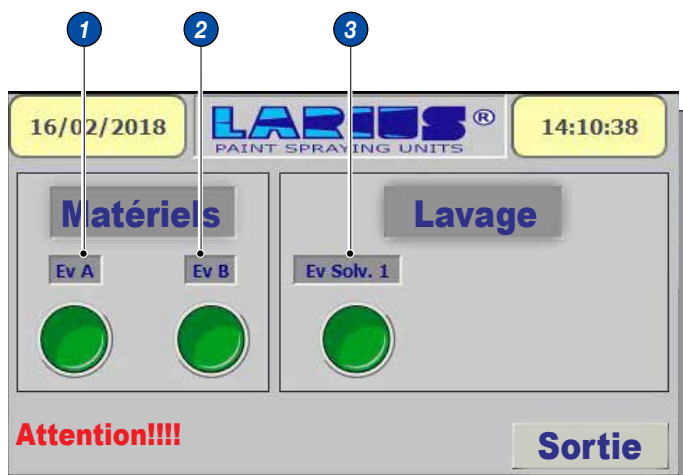 1 2 3
16/02/2018 LARIUS® 14:10:38
PAINT SPRAYING UNITS
Matériels Lavage
Ev A Ev B Ev Solv. 1
Attention!!!!
Sortie